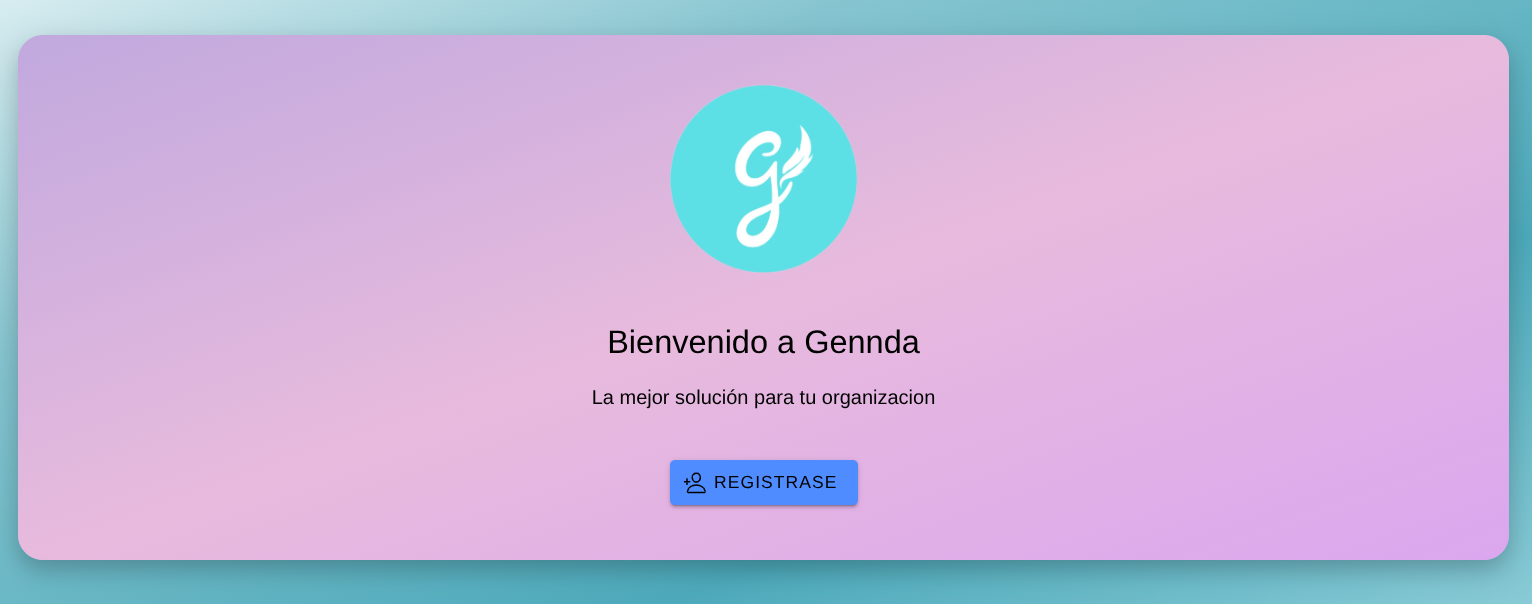 g
Bienvenido a Gennda
La mejor solución para tu organizacion
REGISTRASE